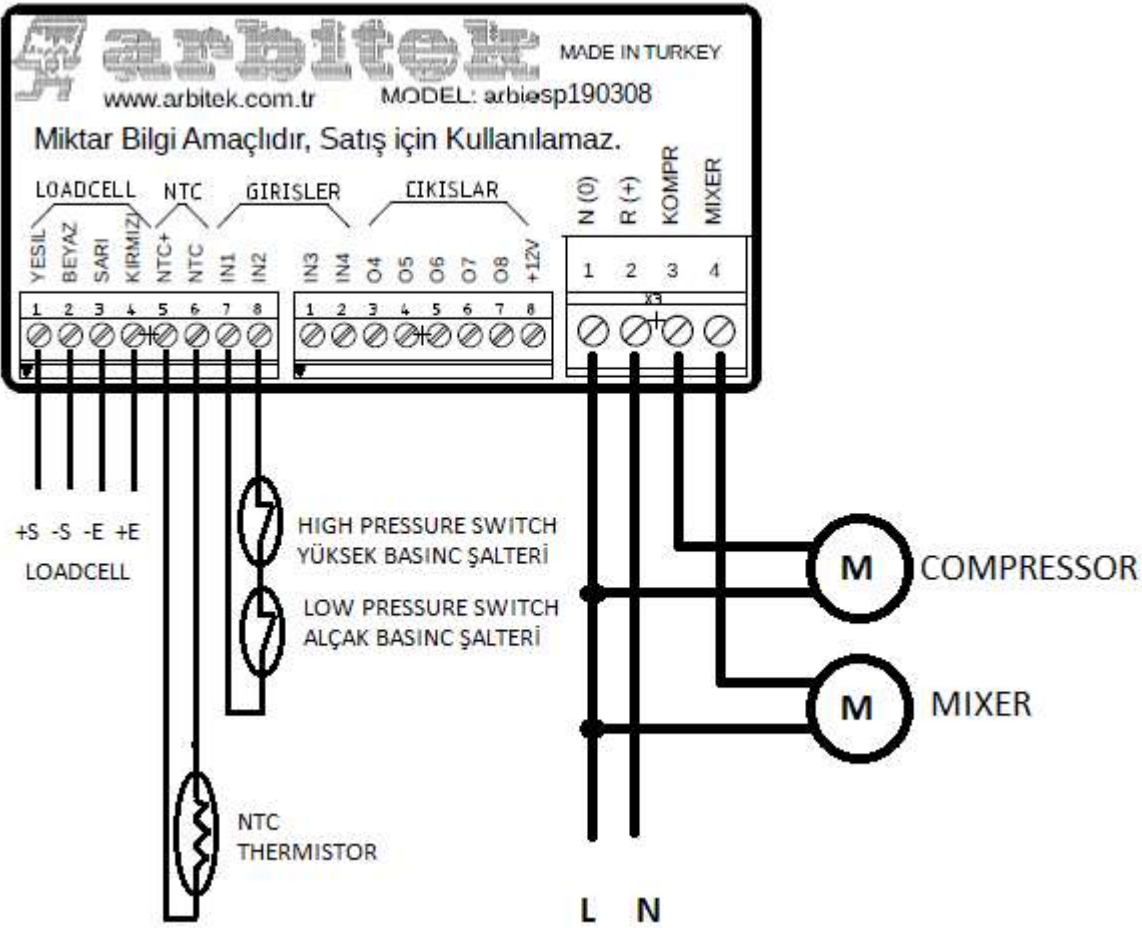 arbitek
MADE IN TURKEY
www.arbitek.com.tr
MODEL: arbiesp190308
Miktar Bilgi Amaçlıdır, Satış için Kullanılamaz.
LOADCELL NTC GIRISLER CIKISLAR
YESIL BEYAZ SARI KIRMIZI NTC+ NTC IN1 IN2
IN3 IN4 O4 O5 O6 O7 O8 +12V
N (0) R (+) KOMPR MIXER
1 2 3 4
X3
1 2 3 4 5 6 7 8
1 2 3 4 5 6 7 8
+S -S -E +E
LOADCELL
HIGH PRESSURE SWITCH
YÜKSEK BASINC ŞALTERİ
LOW PRESSURE SWITCH
ALÇAK BASINC ŞALTERİ
M COMPRESSOR
M MIXER
NTC
THERMISTOR
L N